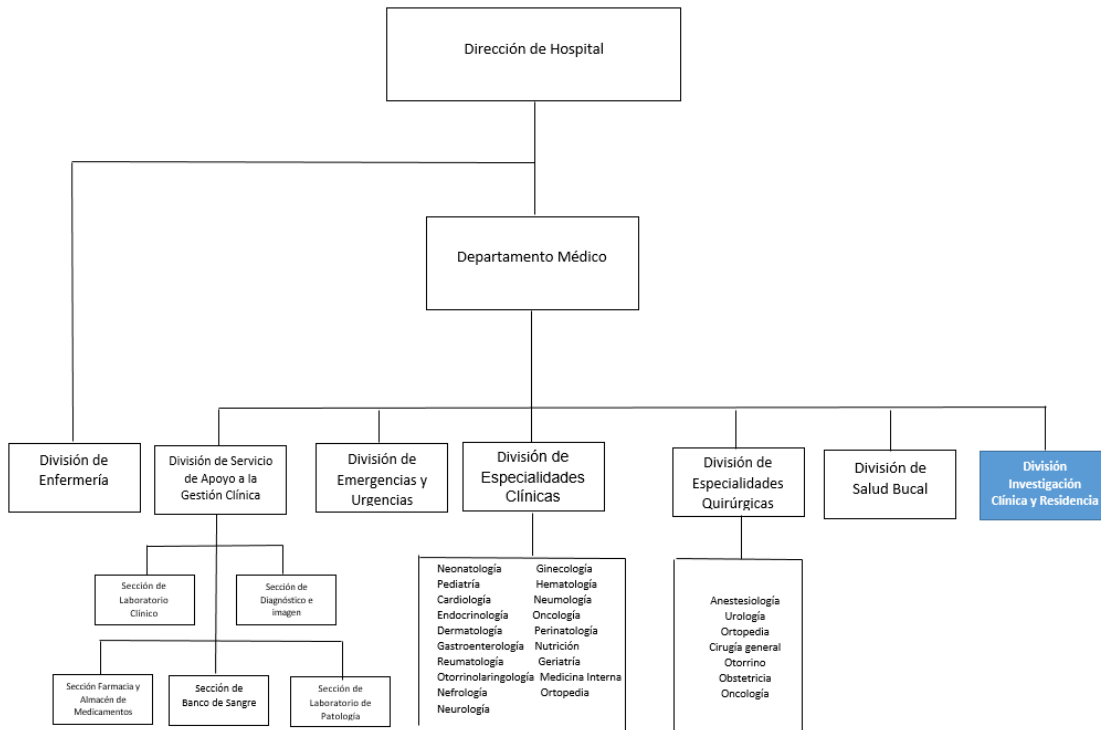 Dirección de Hospital
Departamento Médico
División de
Enfermería
División de Servicio
de Apoyo a la
Gestión Clínica
División de
Emergencias y
Urgencias
División de
Especialidades
Clínicas
División de
Especialidades
Quirúrgicas
División de
Salud Bucal
División
Investigación
Clínica y Residencia
Sección de
Laboratorio
Clínico
Sección de
Diagnóstico e
imagen
Sección Farmacia y
Almacén de
Medicamentos
Sección de
Banco de Sangre
Sección de
Laboratorio de
Patología
Neonatología Ginecología
Pediatría Hematología
Cardiología Neumología
Endocrinología Oncología
Dermatología Perinatología
Gastroenterología Nutrición
Reumatología Geriatría
Otorrinolaringología Medicina Interna
Nefrología Ortopedia
Neurología
Anestesiología
Urología
Ortopedia
Cirugía general
Otorrino
Obstetricia
Oncología